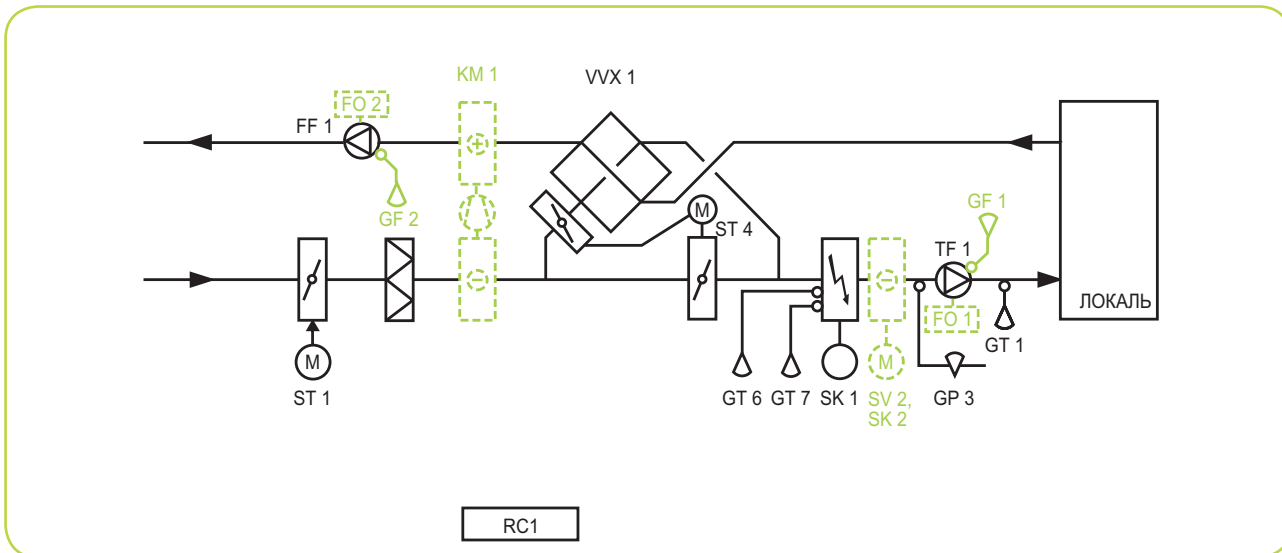 KM 1
VVX 1
FO 2
FF 1
GF 2
GF 1
M
ST 4
TF 1
ЛОКАЛЬ
FO 1
GT 1
M
M
ST 1
GT 6
GT 7
SK 1
SV 2,
SK 2
GP 3
RC1